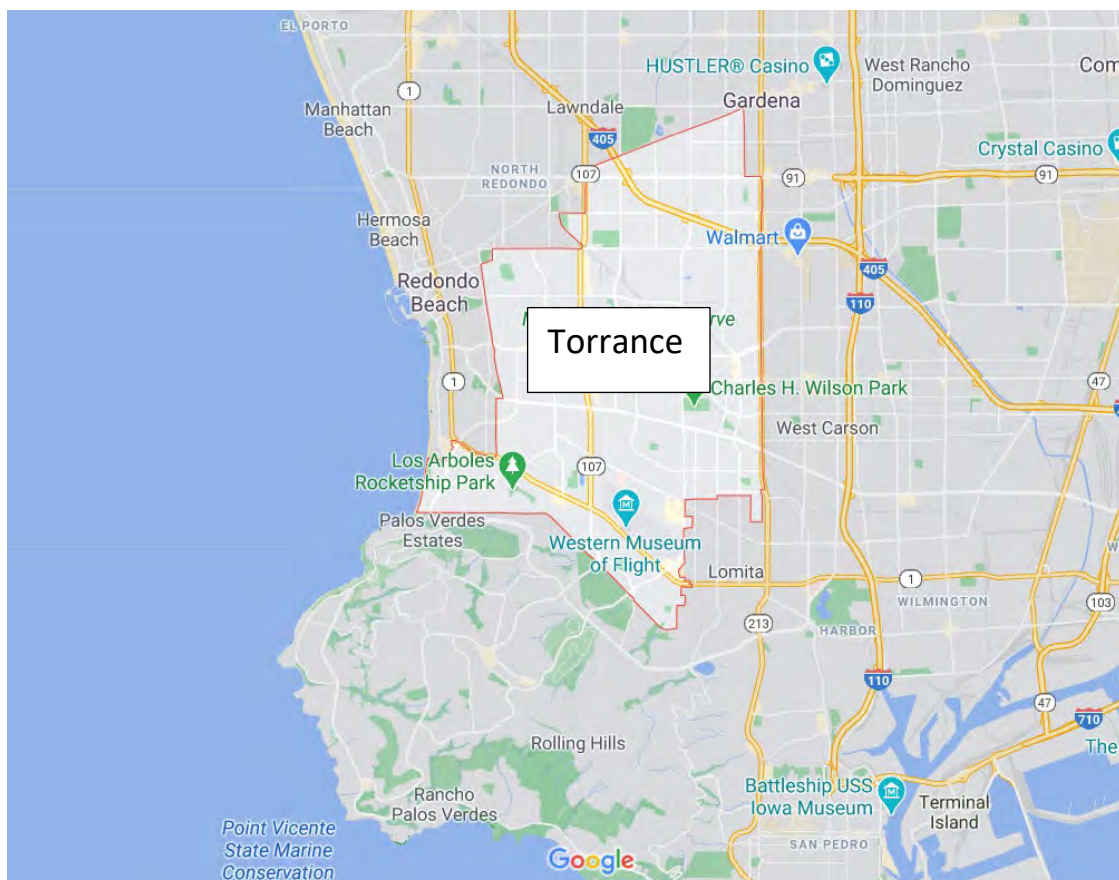 EL PORTO
HUSTLER® Casino
West Rancho
Dominguez
Com
1
Manhattan
Beach
Lawndale
Gardena
405
Crystal Casino
NORTH
REDONDO
107
91
91
Hermosa
Beach
Walmart
405
Redondo
Beach
110
Torrance
rve
1
47
Charles H. Wilson Park
West Carson
Los Arboles
Rocketship Park
107
Palos Verdes
Estates
Western Museum
of Flight
Lomita
1
WILMINGTON
103
213
HARBOR
110
47
710
The
Rolling Hills
Battleship USS
Iowa Museum
Terminal
Island
Rancho
Palos Verdes
Point Vicente
State Marine
Conservation
Google
SAN PEDRO